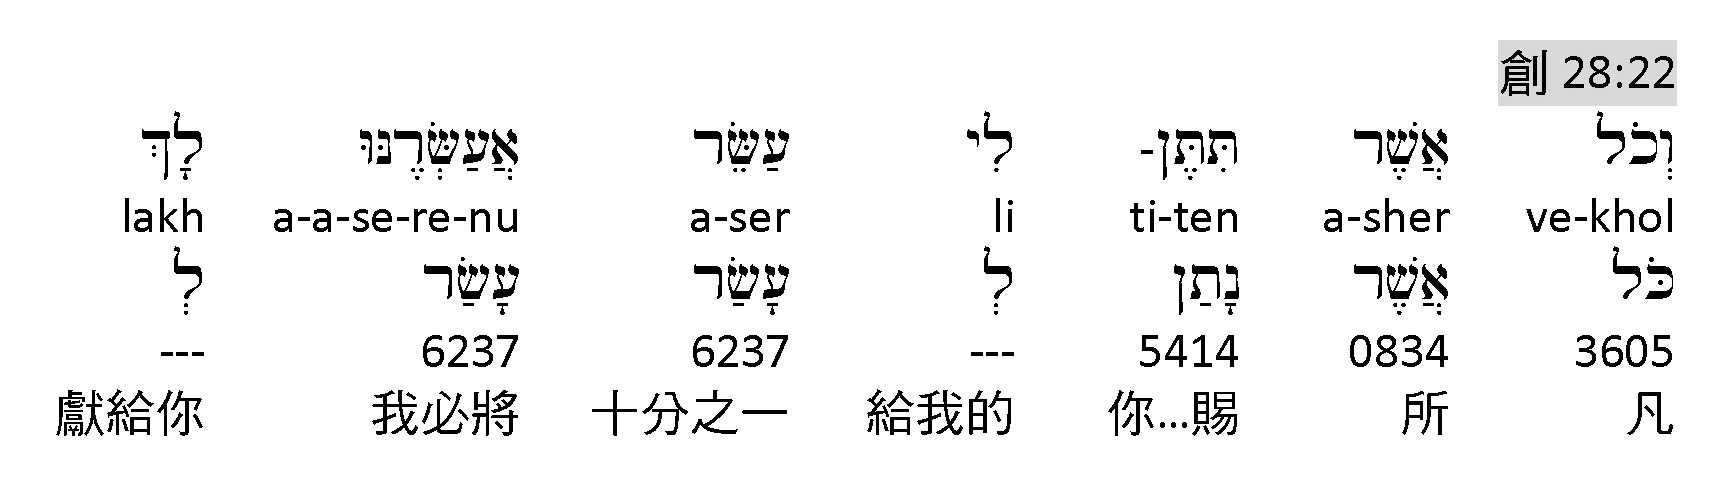 創 28:22
וְכֹל אֲשֶׁר תִּתֶּן- לִי עַשֵּׂר אֲעַשְּׂרֶנּוּ לָךְ
ve-khol a-sher ti-ten li a-ser a-a-se-re-nu lakh
כֹּל אֲשֶׁר נָתַן לְ עָשַׂר עָשַׂר לְ
3605 0834 5414 --- 6237 6237 ---
凡 所 你...賜 給我的 十分之一 我必將 獻給你